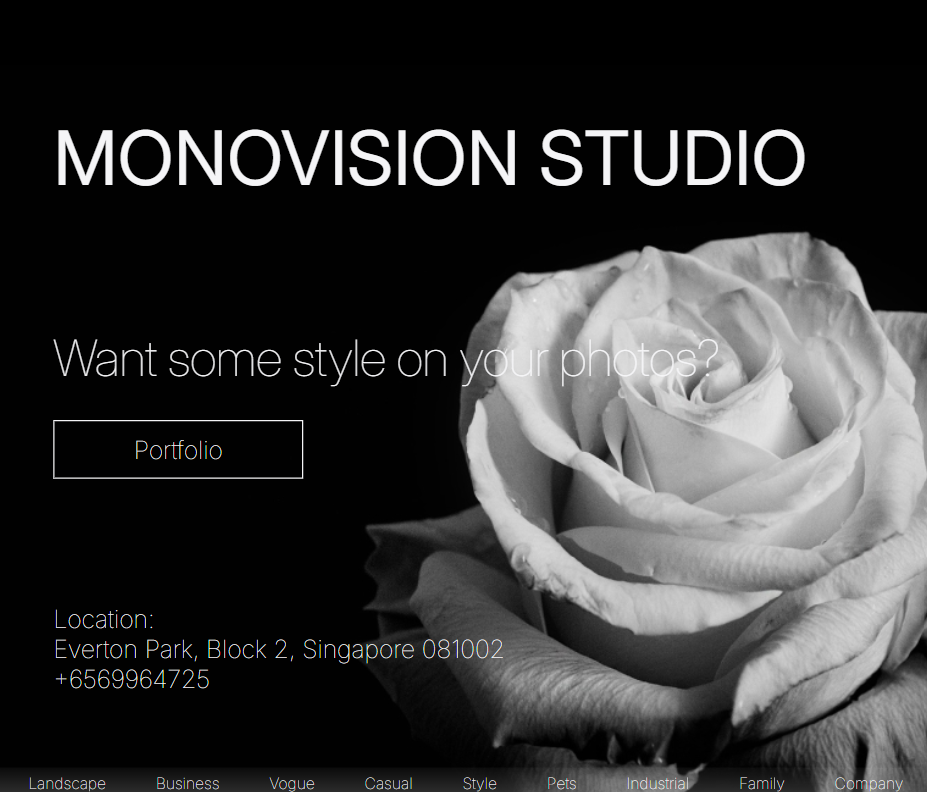 MONOVISION STUDIO
Want some style on your photos?
Portfolio
Location:
Everton Park, Block 2, Singapore 081002
+6569964725
Landscape Business Vogue Casual Style Pets Industrial Family Company